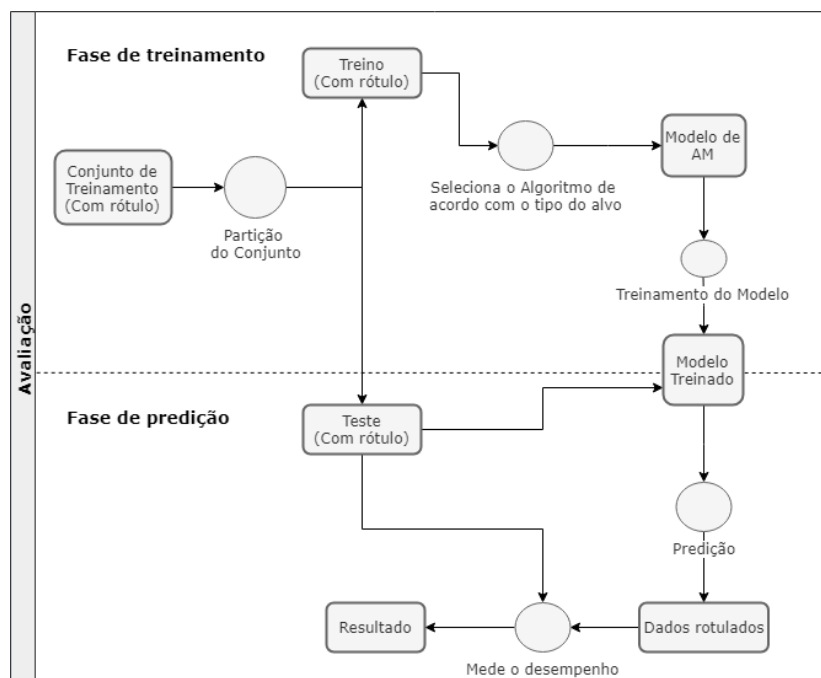 Avaliação
Fase de treinamento
Treino
(Com rótulo)
Conjunto de
Treinamento
(Com rótulo)
Partição
do Conjunto
Seleciona o Algoritmo de
acordo com o tipo do alvo
Modelo de
AM
Treinamento do Modelo
Modelo
Treinado
Fase de predição
Teste
(Com rótulo)
Predição
Resultado
Mede o desempenho
Dados rotulados